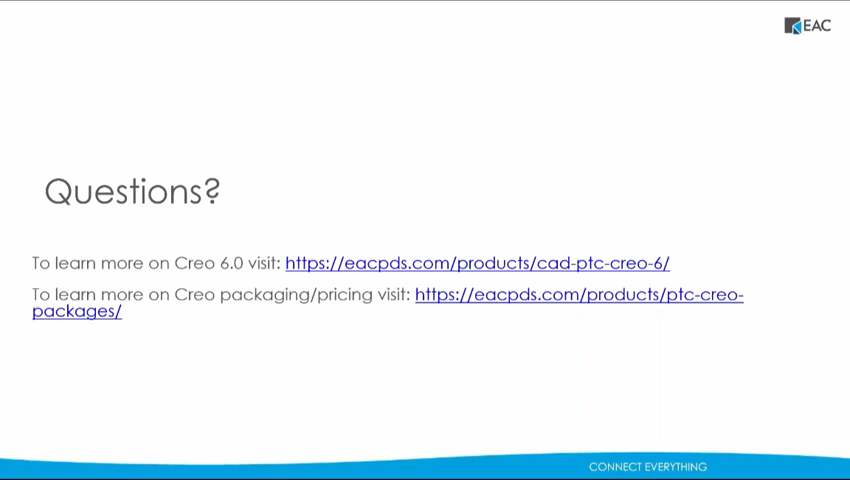 EAC
Questions?
To learn more on Creo 6.0 visit: https://eacpds.com/products/cad-ptc-creo-6/
To learn more on Creo packaging/pricing visit: https://eacpds.com/products/ptc-creo-
packages/
CONNECT EVERYTHING